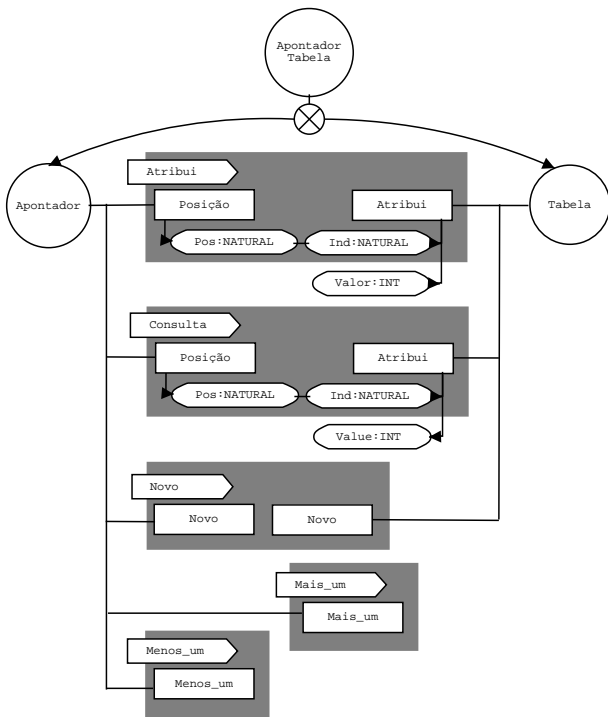 Apontador
Tabela
Atribui
Apontador
Posição
Atribui
Tabela
Pos:NATURAL
Ind:NATURAL
Valor:INT
Consulta
Posição
Atribui
Pos:NATURAL
Ind:NATURAL
Value:INT
Novo
Novo
Novo
Mais_um
Mais_um
Menos_um
Menos_um